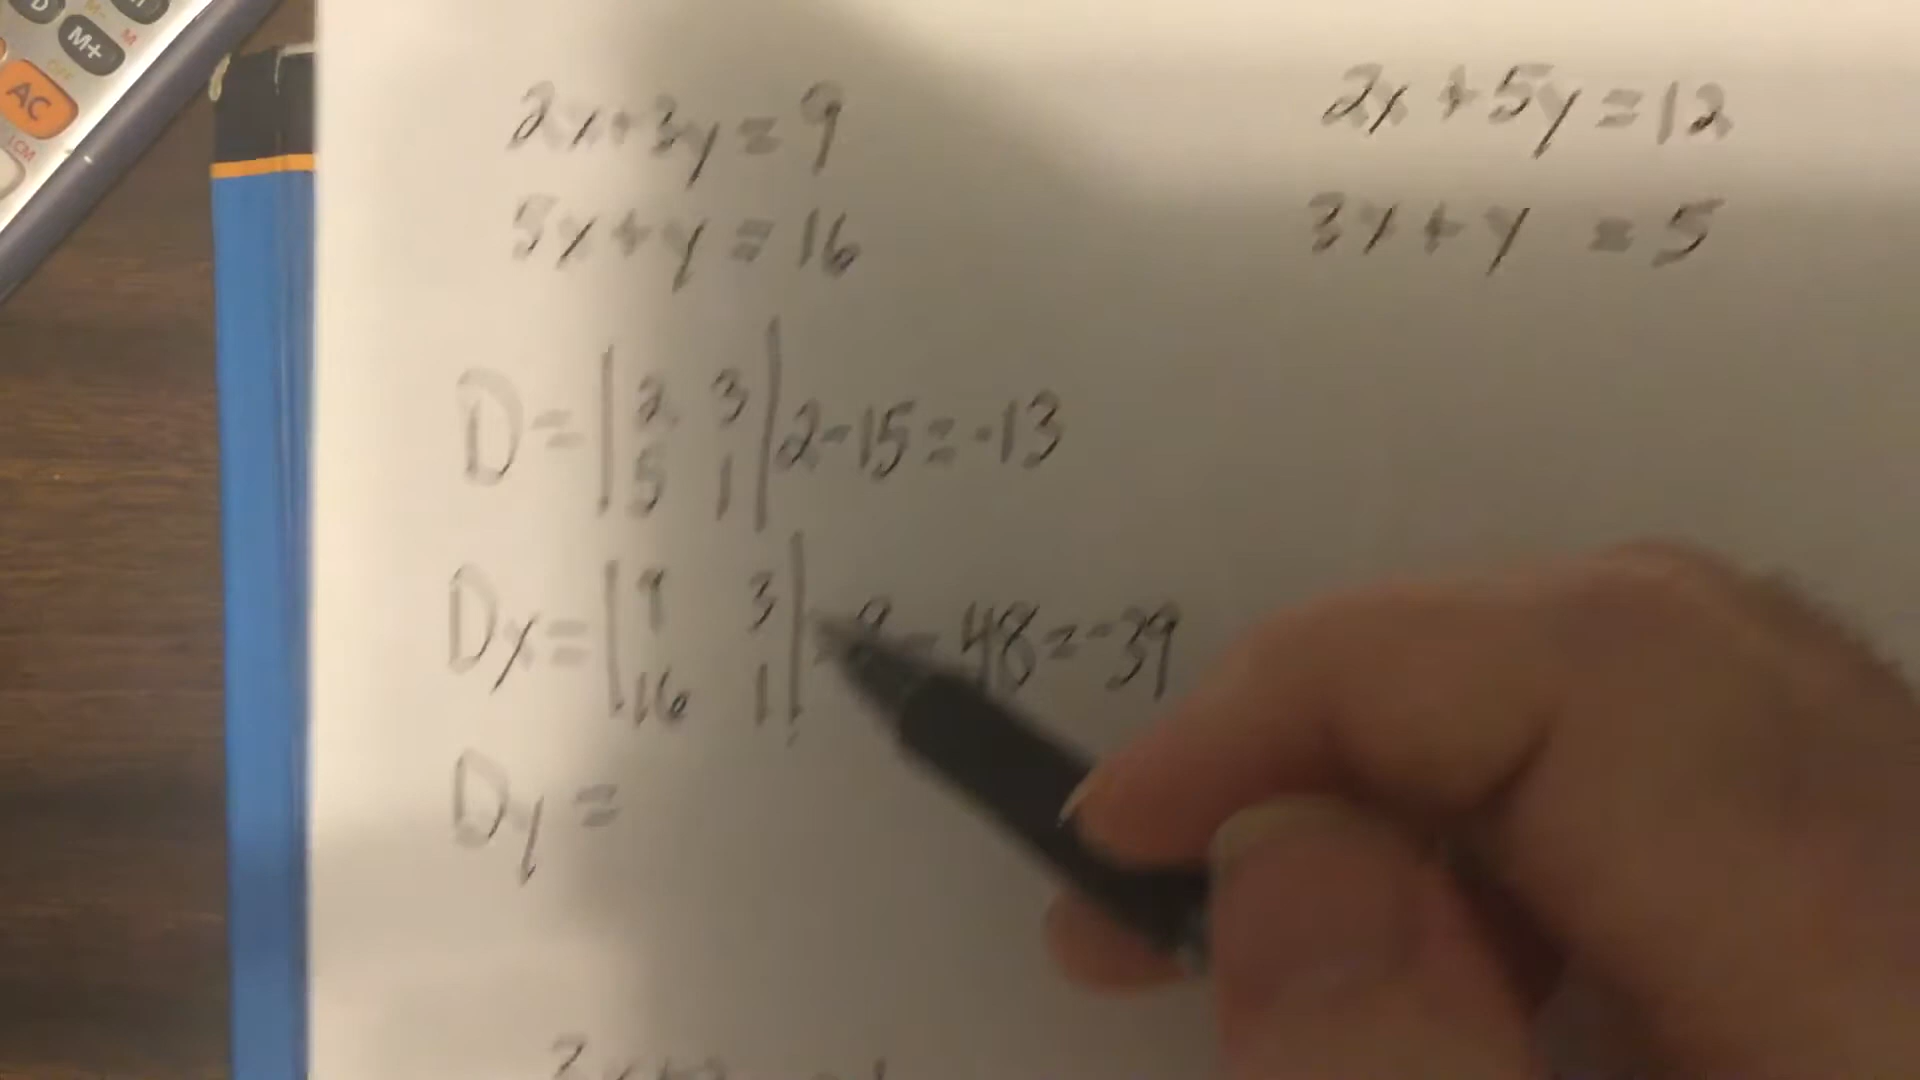 M+
AC
2x+3y=9
5x+y=16
2x+5y=12
3x+y=5
D=|2 3| 2-15=-13
|5 1|
Dx=|9 3|=9-48=-39
|16 1|
Dy=